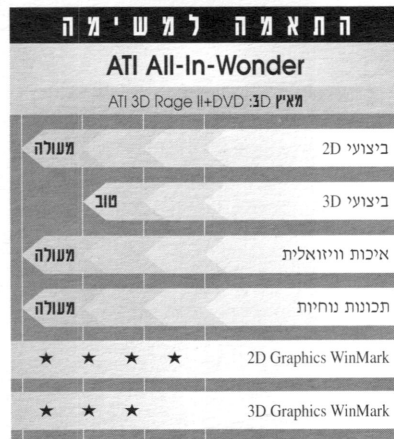 התאמה למשימה
ATI All-In-Wonder
מאיץ 3D: ATI 3D Rage II+DVD
ביצועי 2D מעולה
ביצועי 3D טוב
איכות וויזואלית מעולה
תכונות נוחיות מעולה
2D Graphics WinMark ★ ★ ★ ★
3D Graphics WinMark ★ ★ ★